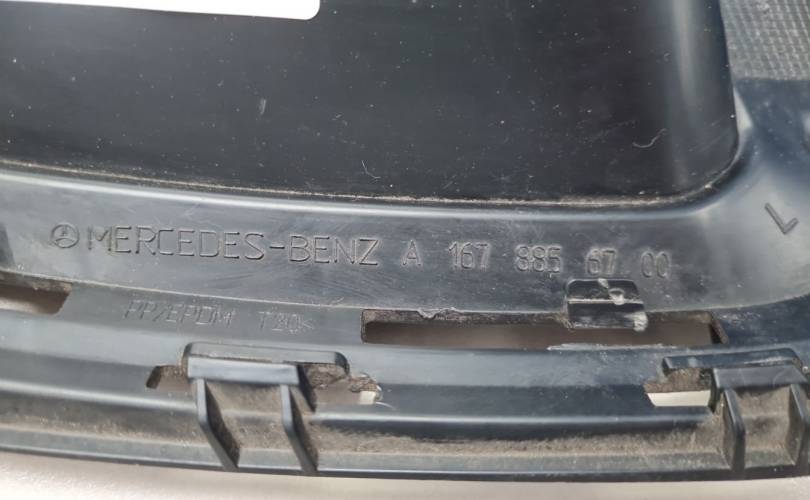 MERCEDES-BENZ A 167 885 67 00
L
PP/EPDM T20<